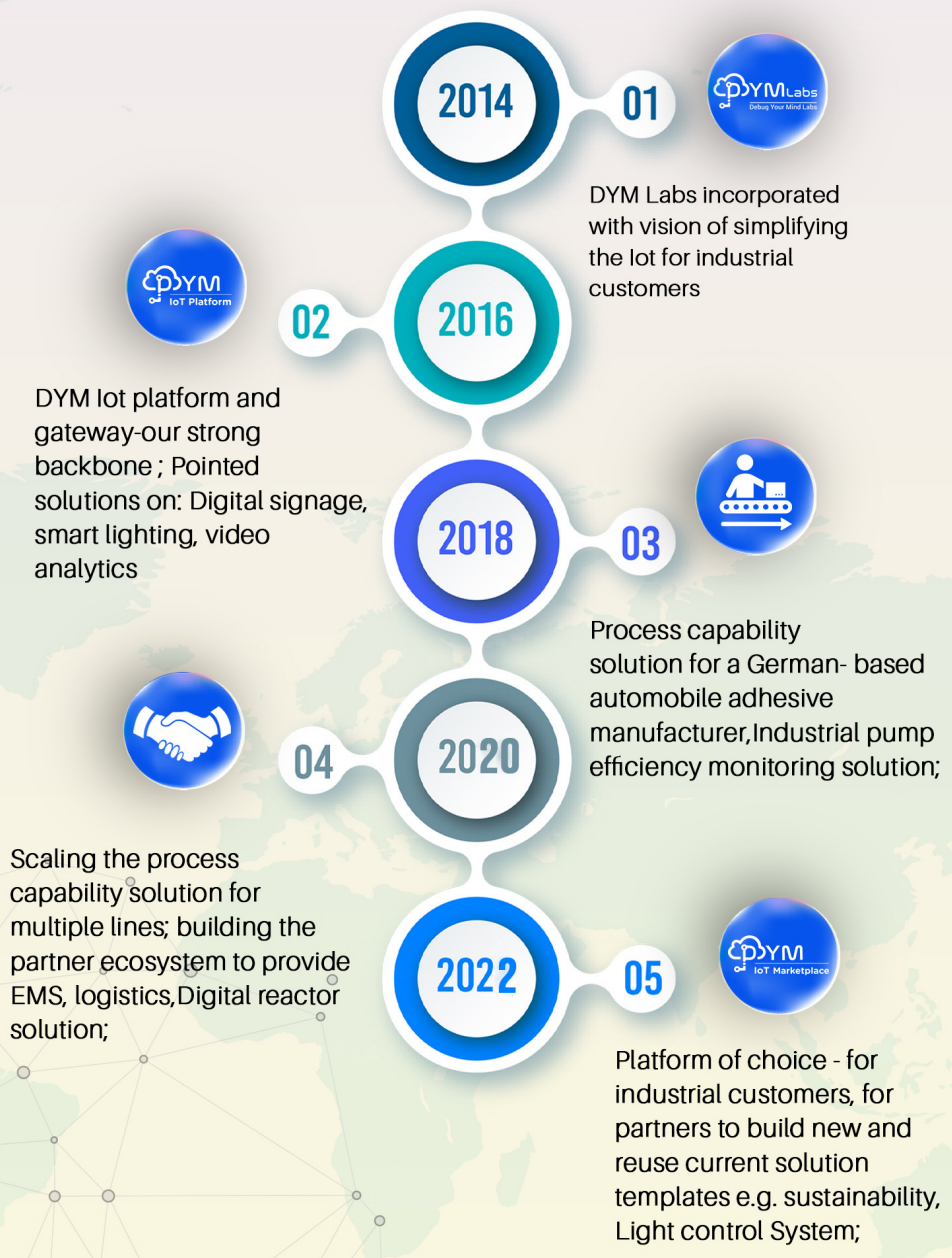 2014
01
DYM Labs
Debug Your Mind Labs
DYM Labs incorporated
with vision of simplifying
the Iot for industrial
customers
DYM
IoT Platform
02
2016
DYM Iot platform and
gateway-our strong
backbone ; Pointed
solutions on: Digital signage,
smart lighting, video
analytics
2018
03
Process capability
solution for a German- based
automobile adhesive
manufacturer,Industrial pump
efficiency monitoring solution;
04
2020
Scaling the process
capability solution for
multiple lines; building the
partner ecosystem to provide
EMS, logistics,Digital reactor
solution;
2022
05
DYM
IoT Marketplace
Platform of choice - for
industrial customers, for
partners to build new and
reuse current solution
templates e.g. sustainability,
Light control System;